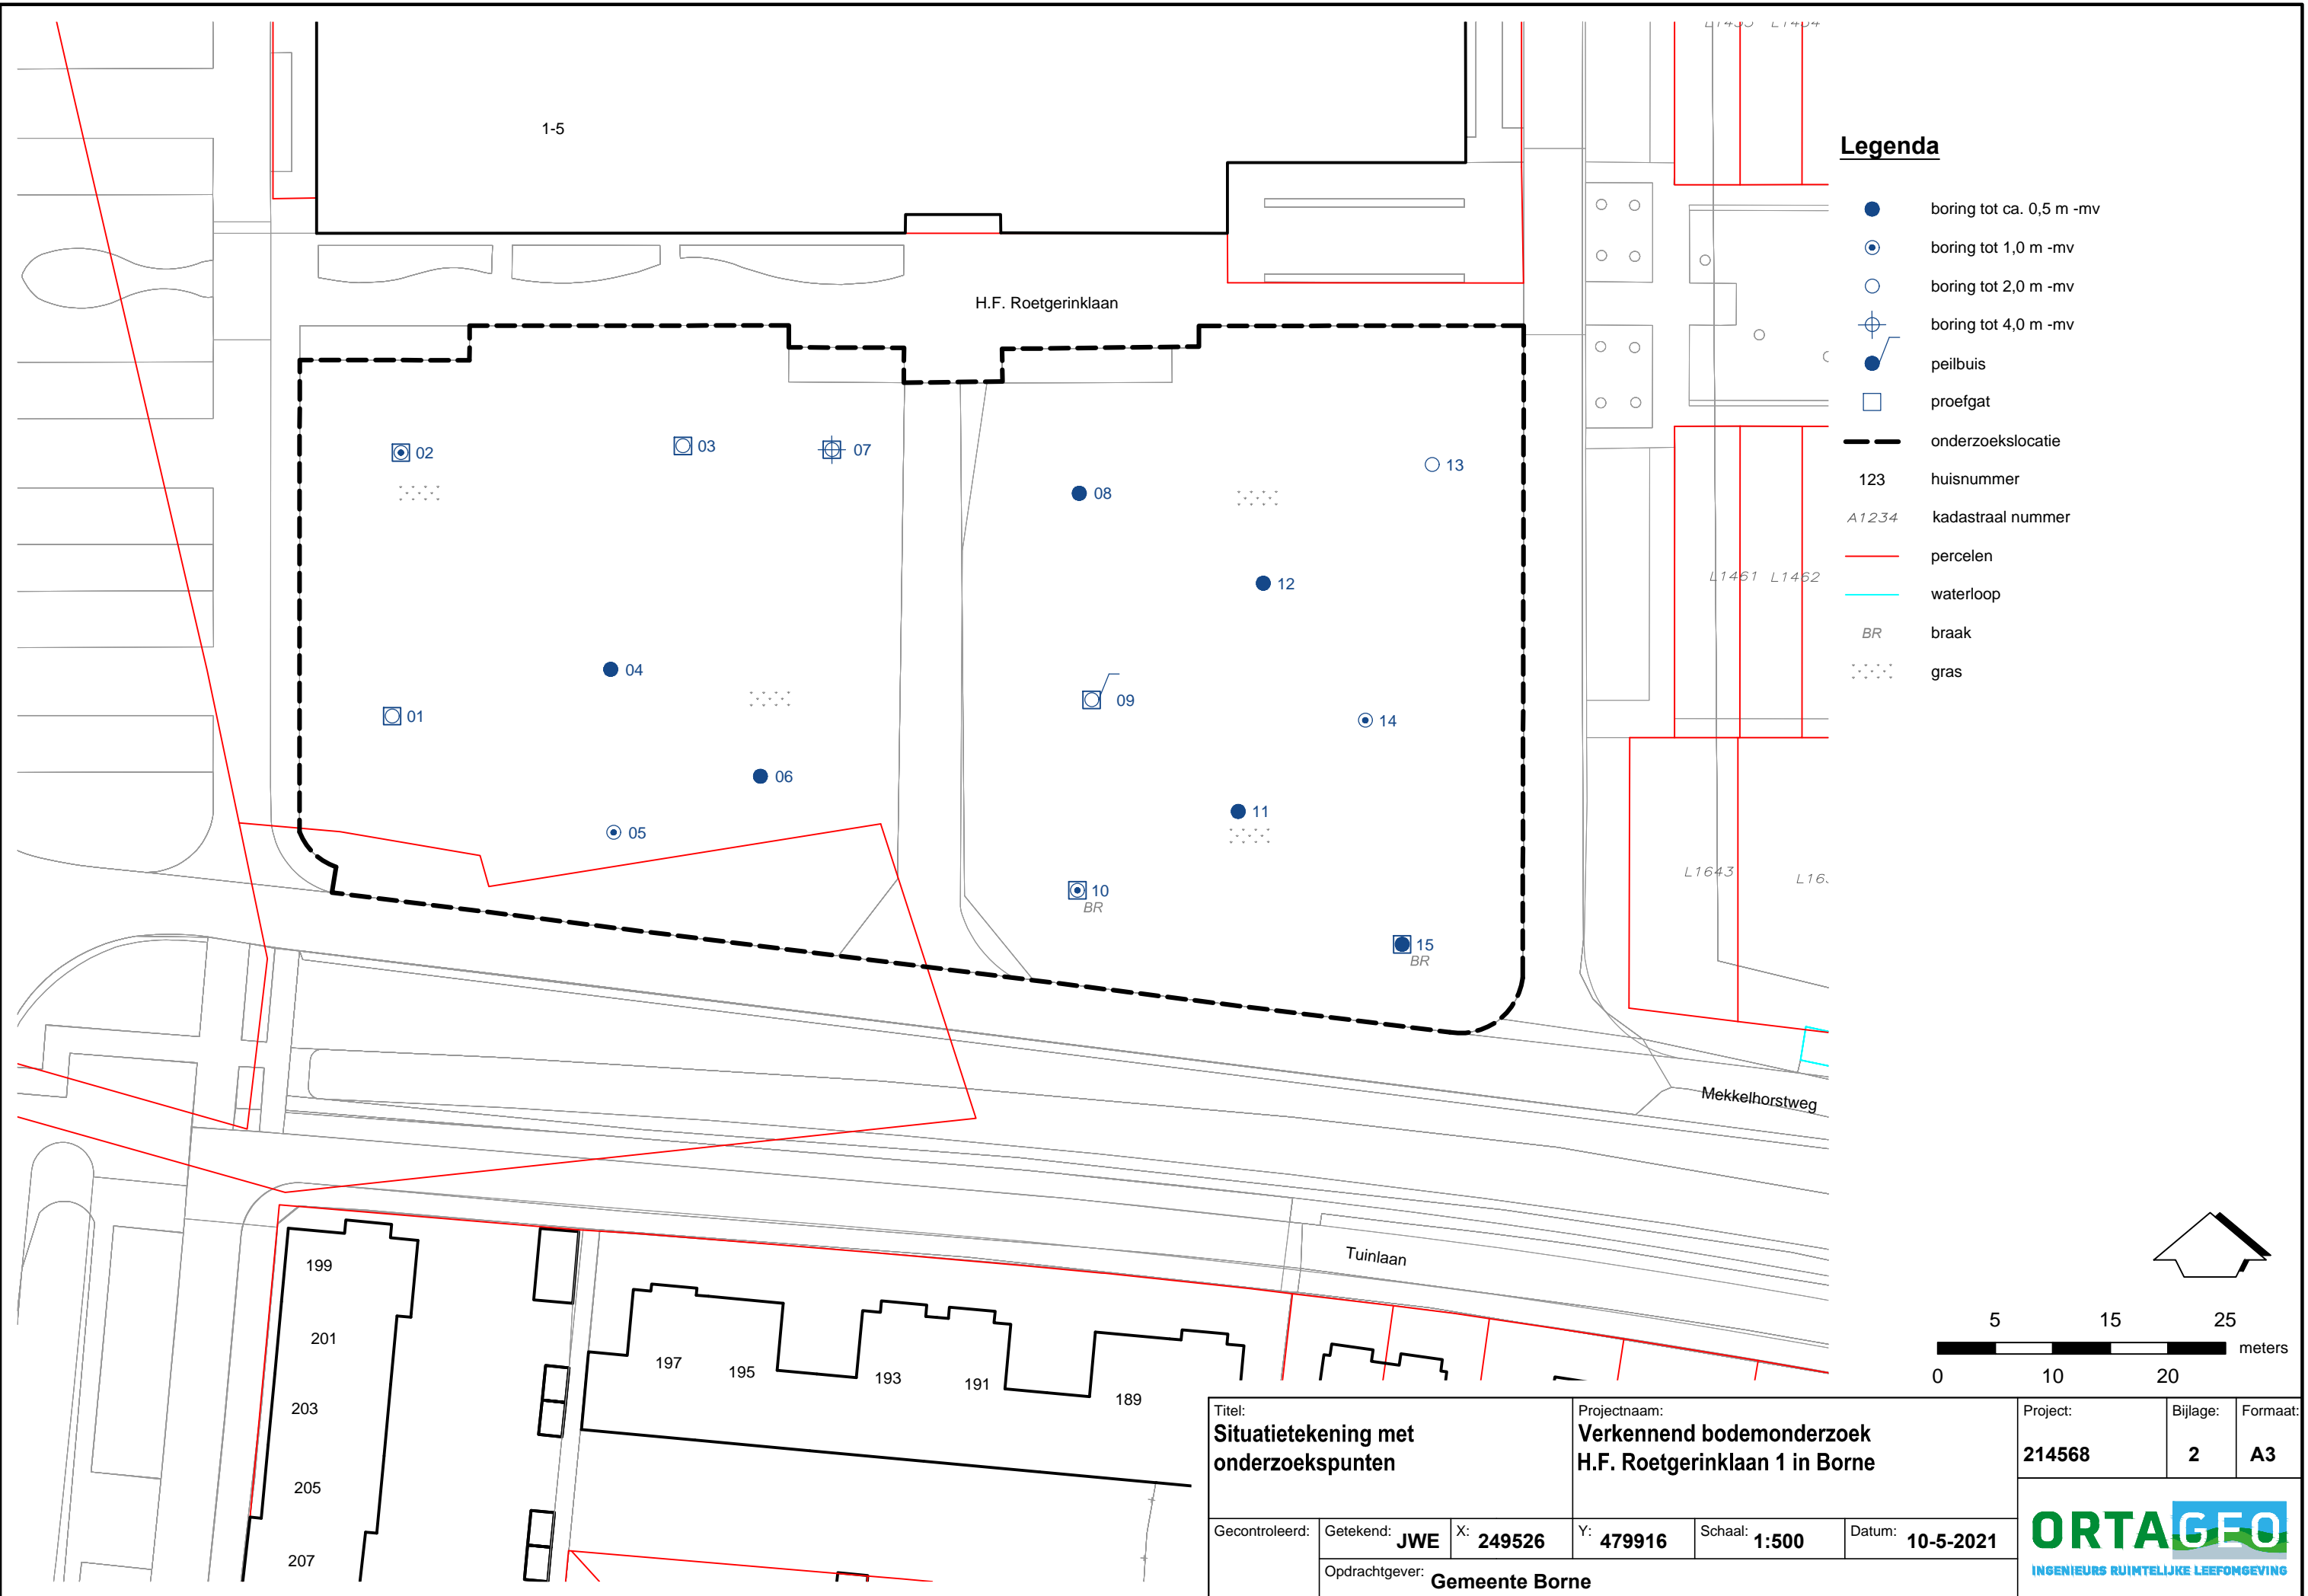 L1453 L1454
1-5
H.F. Roetgerinklaan
02
03
07
08
13
12
04
01
09
14
06
05
11
10
BR
15
BR
L1461 L1462
L1643
Mekkelhorstweg
Tuinlaan
199
201
203
205
207
197
195
193
191
189
Legenda
boring tot ca. 0,5 m -mv
boring tot 1,0 m -mv
boring tot 2,0 m -mv
boring tot 4,0 m -mv
peilbuis
proefgat
onderzoekslocatie
123 huisnummer
A1234 kadastraal nummer
percelen
waterloop
BR braak
gras
5 15 25
meters
0 10 20
Titel:
Situatietekening met
onderzoekspunten
Projectnaam:
Verkennend bodemonderzoek
H.F. Roetgerinklaan 1 in Borne
Project:
214568
Bijlage:
2
Formaat:
A3
Gecontroleerd:
Getekend: JWE
X: 249526
Y: 479916
Schaal: 1:500
Datum: 10-5-2021
Opdrachtgever: Gemeente Borne
ORTAGEO
INGENIEURS RUIMTELIJKE LEEFOMGEVING